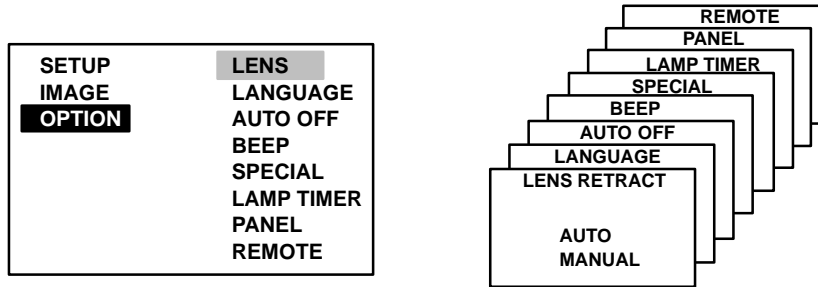 SETUP
IMAGE
OPTION
LENS
LANGUAGE
AUTO OFF
BEEP
SPECIAL
LAMP TIMER
PANEL
REMOTE
REMOTE
PANEL
LAMP TIMER
SPECIAL
BEEP
AUTO OFF
LANGUAGE
LENS RETRACT
AUTO
MANUAL